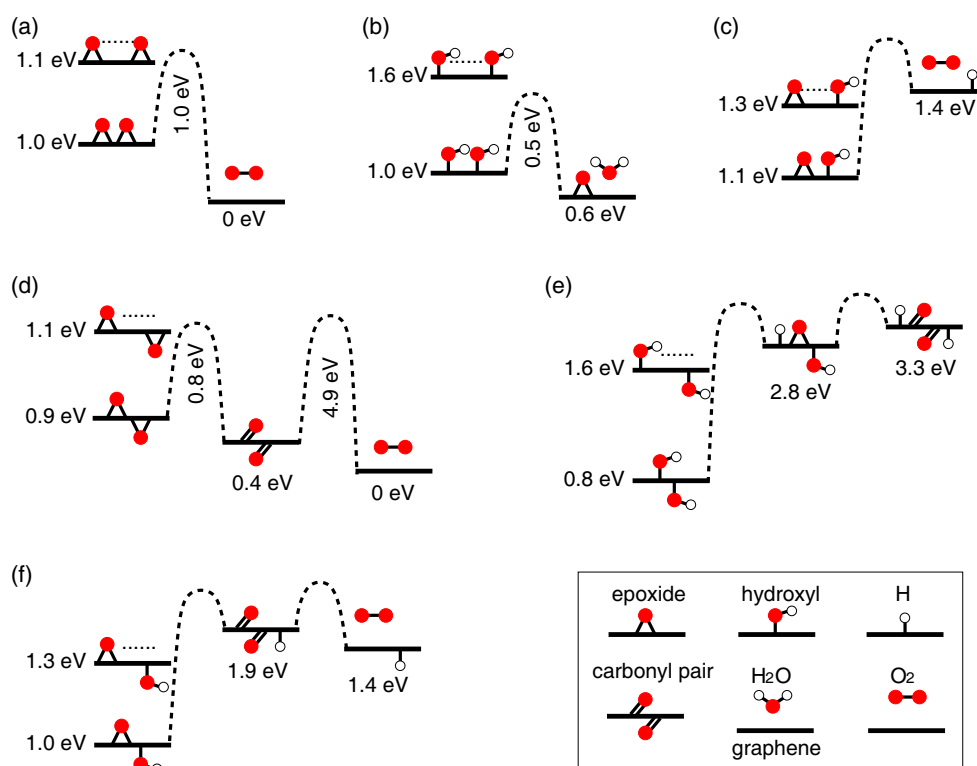 (a)
1.1 eV
1.0 eV
1.0 eV
0 eV
(b)
1.6 eV
1.0 eV
0.5 eV
0.6 eV
(c)
1.3 eV
1.1 eV
1.4 eV
(d)
1.1 eV
0.9 eV
0.8 eV
0.4 eV
4.9 eV
0 eV
(e)
1.6 eV
0.8 eV
2.8 eV
3.3 eV
(f)
1.3 eV
1.0 eV
1.9 eV
1.4 eV
epoxide hydroxyl H
carbonyl pair H2O O2
graphene